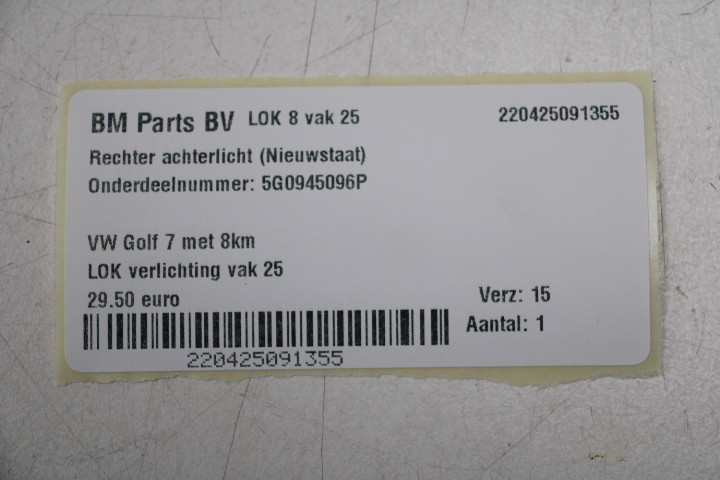 BM Parts BV LOK 8 vak 25 220425091355
Rechter achterlicht (Nieuwstaat)
Onderdeelnummer: 5G0945096P
VW Golf 7 met 8km
LOK verlichting vak 25
29.50 euro Verz: 15
Aantal: 1
220425091355